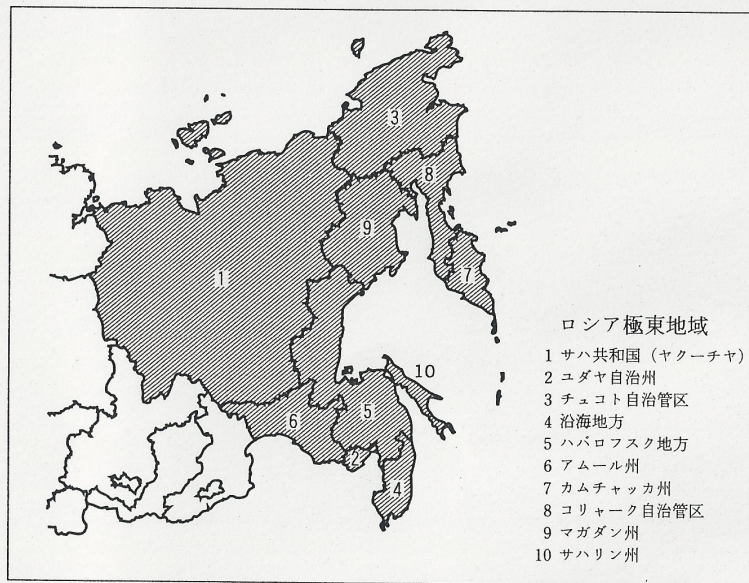 3
8
9
7
1
10
5
6
2
4
ロシア極東地域
1 サハ共和国（ヤクーチヤ）
2 ユダヤ自治州
3 チュコト自治管区
4 沿海地方
5 ハバロフスク地方
6 アムール州
7 カムチャッカ州
8 コリャーク自治管区
9 マガダン州
10 サハリン州